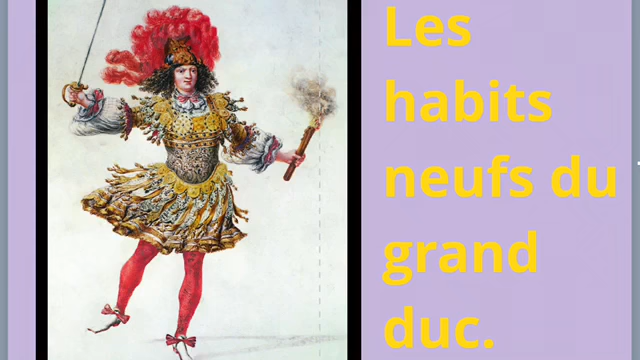 Les
habits
neufs du
grand
duc.